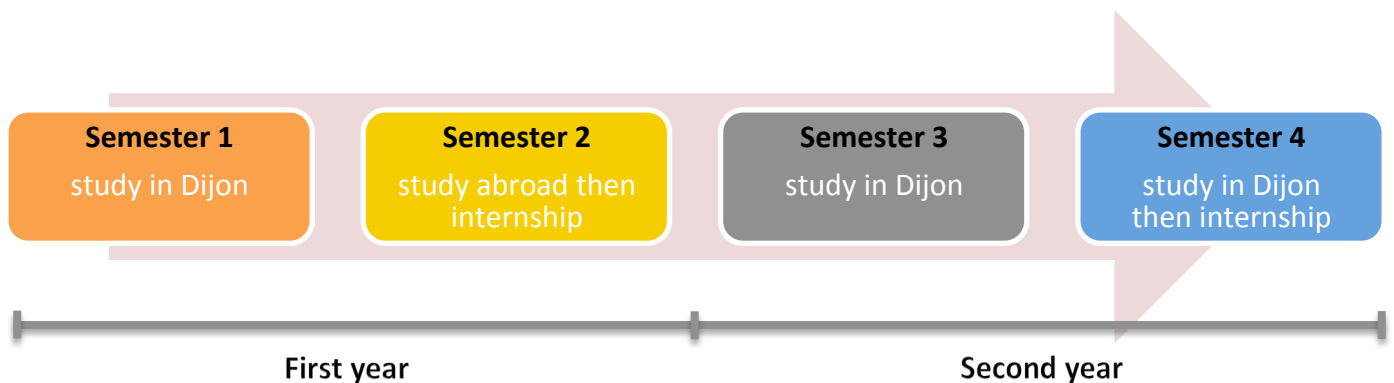 Semester 1
study in Dijon
Semester 2
study abroad then
internship
Semester 3
study in Dijon
Semester 4
study in Dijon
then internship
First year
Second year